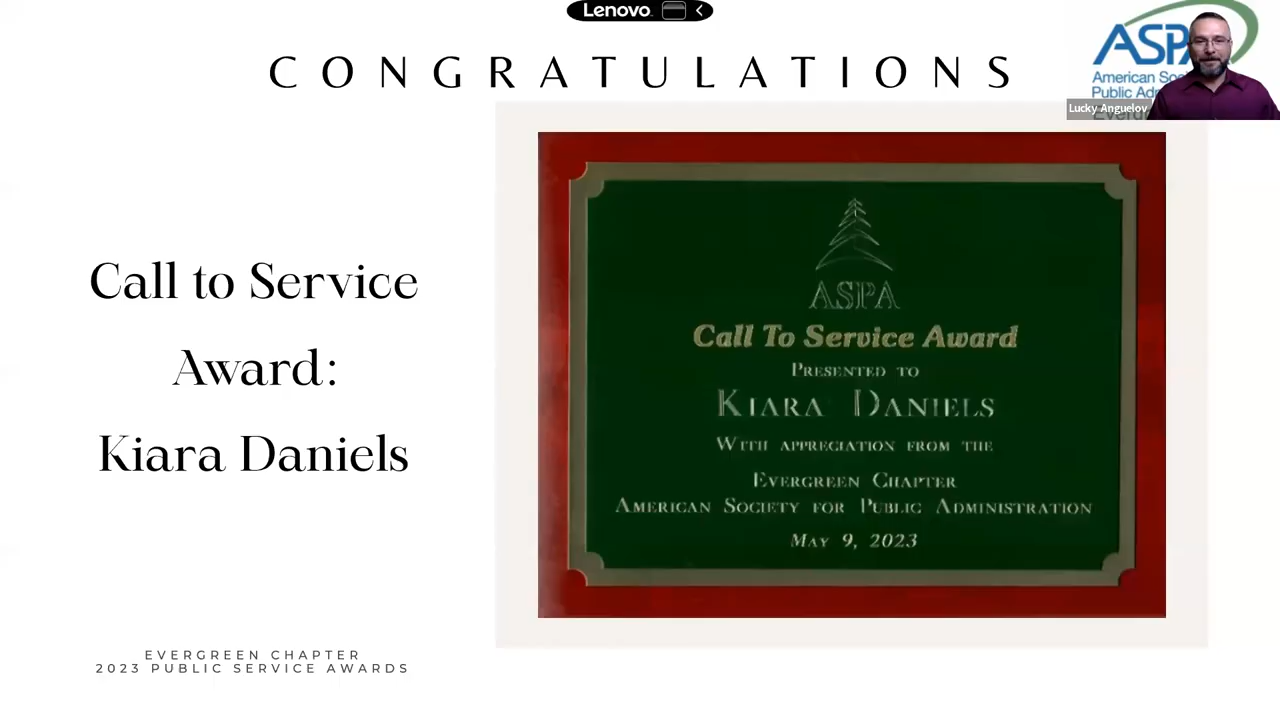 Lenovo
CONGRATULATIONS
ASPA
American Soc
Public Adm
Lucky Anguelov
Call to Service
Award:
Kiara Daniels
ASPA
Call To Service Award
PRESENTED TO
KIARA DANIELS
WITH APPRECIATION FROM THE
EVERGREEN CHAPTER
AMERICAN SOCIETY FOR PUBLIC ADMINISTRATION
MAY 9, 2023
EVERGREEN CHAPTER
2023 PUBLIC SERVICE AWARDS